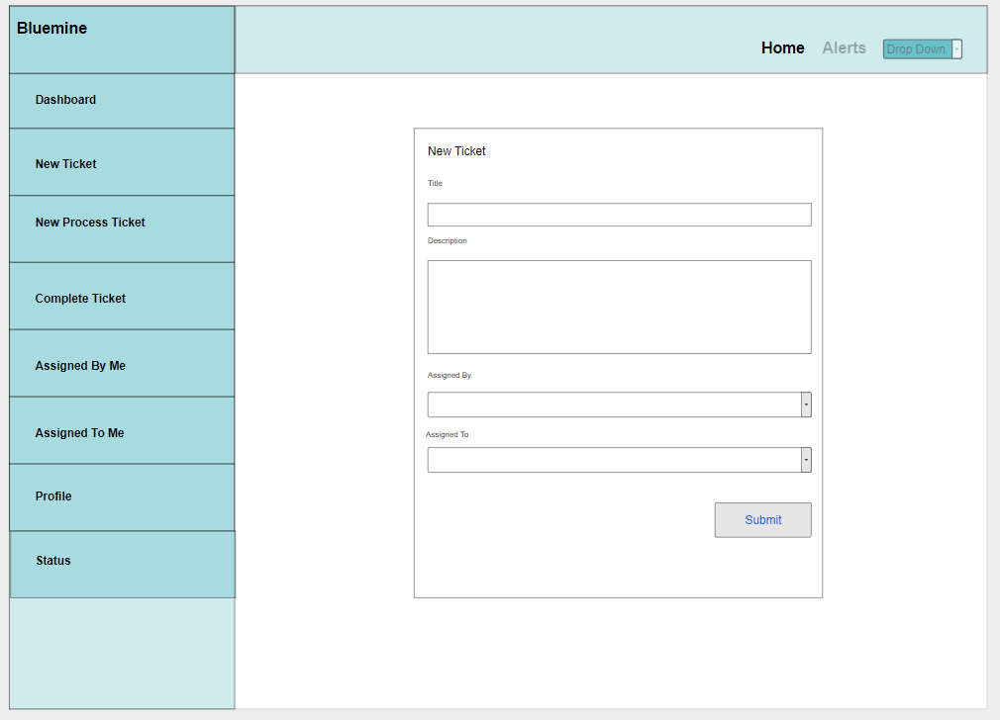 Bluemine
Home Alerts Drop Down
Dashboard
New Ticket
New Process Ticket
Complete Ticket
Assigned By Me
Assigned To Me
Profile
Status
New Ticket
Title
Description
Assigned By
Assigned To
Submit